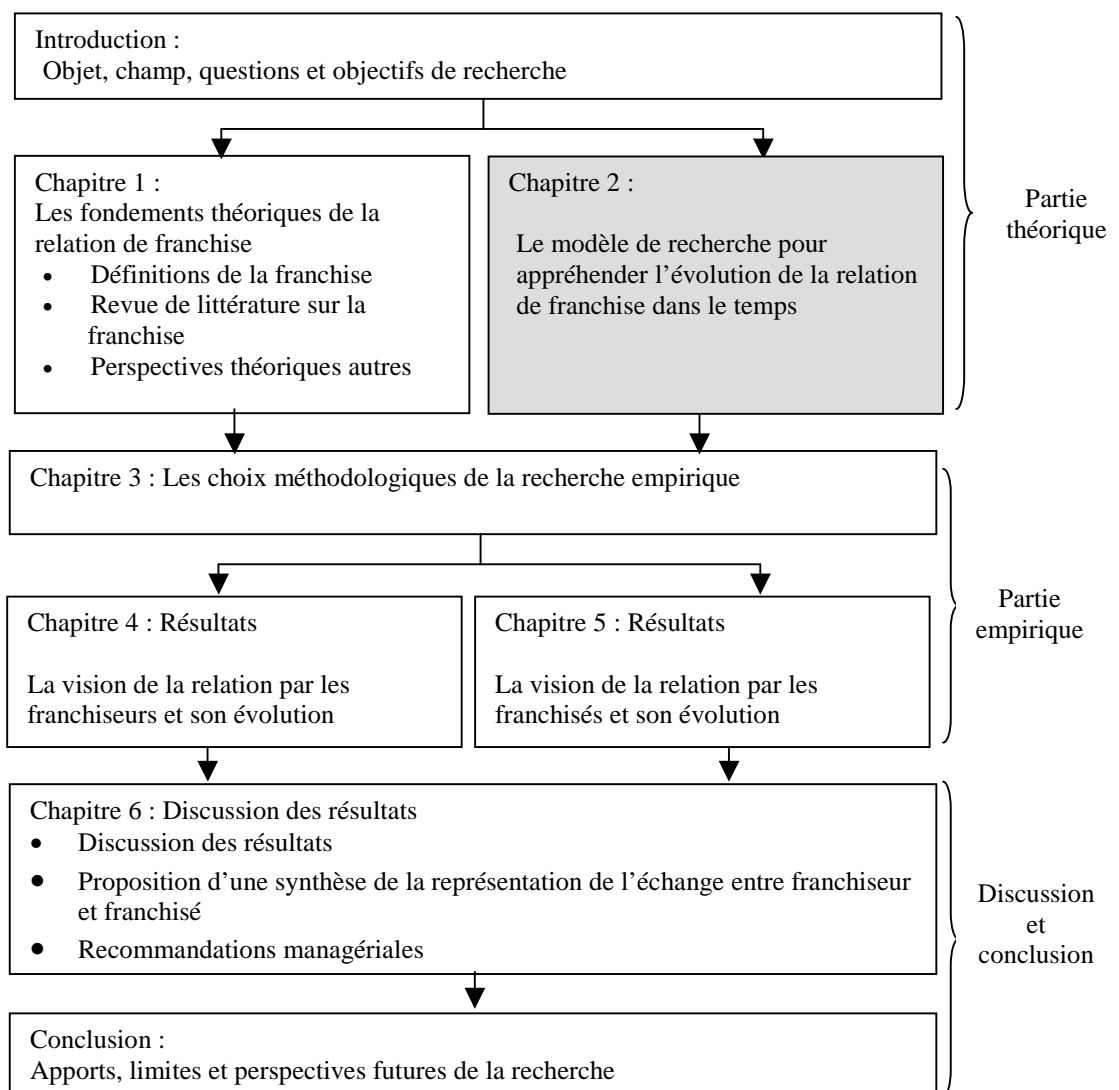 Introduction :
Objet, champ, questions et objectifs de recherche
Chapitre 1 :
Les fondements théoriques de la
relation de franchise
• Définitions de la franchise
• Revue de littérature sur la
franchise
• Perspectives théoriques autres
Chapitre 2 :
Le modèle de recherche pour
appréhender l’évolution de la relation
de franchise dans le temps
Partie
théorique
Chapitre 3 : Les choix méthodologiques de la recherche empirique
Chapitre 4 : Résultats
La vision de la relation par les
franchiseurs et son évolution
Chapitre 5 : Résultats
La vision de la relation par les
franchisés et son évolution
Partie
empirique
Chapitre 6 : Discussion des résultats
• Discussion des résultats
• Proposition d’une synthèse de la représentation de l’échange entre franchiseur
et franchisé
• Recommandations managériales
Discussion
et
conclusion
Conclusion :
Apports, limites et perspectives futures de la recherche